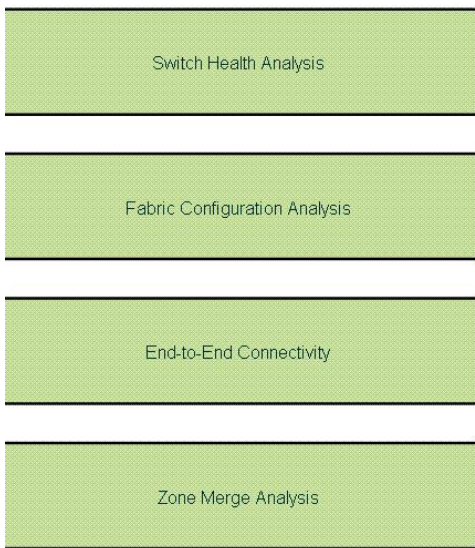 Switch Health Analysis
Fabric Configuration Analysis
End-to-End Connectivity
Zone Merge Analysis